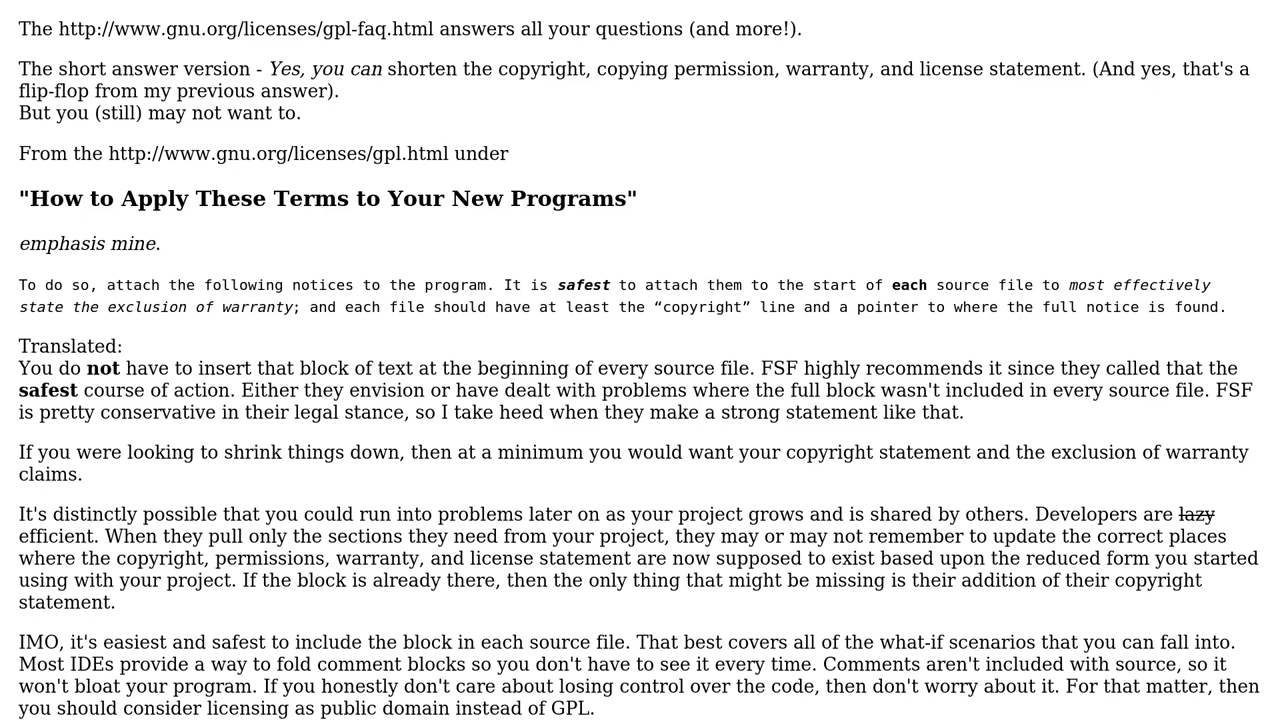 The http://www.gnu.org/licenses/gpl-faq.html answers all your questions (and more!).
The short answer version - Yes, you can shorten the copyright, copying permission, warranty, and license statement. (And yes, that's a
flip-flop from my previous answer).
But you (still) may not want to.
From the http://www.gnu.org/licenses/gpl.html under
"How to Apply These Terms to Your New Programs"
emphasis mine.
To do so, attach the following notices to the program. It is safest to attach them to the start of each source file to most effectively
state the exclusion of warranty; and each file should have at least the “copyright” line and a pointer to where the full notice is found.
Translated:
You do not have to insert that block of text at the beginning of every source file. FSF highly recommends it since they called that the
safest course of action. Either they envision or have dealt with problems where the full block wasn't included in every source file. FSF
is pretty conservative in their legal stance, so I take heed when they make a strong statement like that.
If you were looking to shrink things down, then at a minimum you would want your copyright statement and the exclusion of warranty
claims.
It's distinctly possible that you could run into problems later on as your project grows and is shared by others. Developers are lazy
efficient. When they pull only the sections they need from your project, they may or may not remember to update the correct places
where the copyright, permissions, warranty, and license statement are now supposed to exist based upon the reduced form you started
using with your project. If the block is already there, then the only thing that might be missing is their addition of their copyright
statement.
IMO, it's easiest and safest to include the block in each source file. That best covers all of the what-if scenarios that you can fall into.
Most IDEs provide a way to fold comment blocks so you don't have to see it every time. Comments aren't included with source, so it
won't bloat your program. If you honestly don't care about losing control over the code, then don't worry about it. For that matter, then
you should consider licensing as public domain instead of GPL.